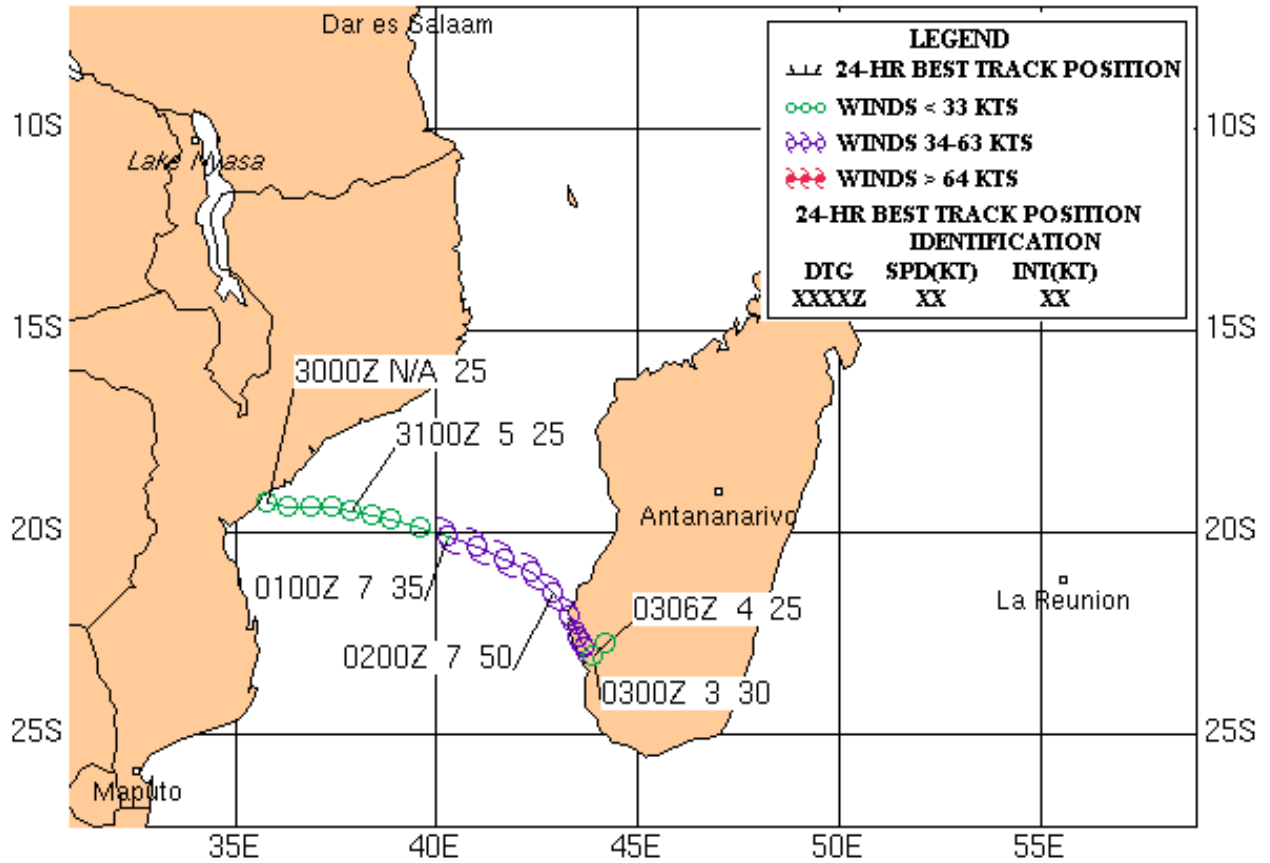 Dar es Salaam
LEGEND
24-HR BEST TRACK POSITION
WINDS < 33 KTS
WINDS 34-63 KTS
WINDS > 64 KTS
24-HR BEST TRACK POSITION
IDENTIFICATION
DTG SPD(KT) INT(KT)
XXXXZ XX XX
10S
10S
Lake Nyasa
15S
15S
3000Z N/A 25
3100Z 5 25
Antananarivo
20S
20S
0100Z 7 35
0306Z 4 25
La Reunion
0200Z 7 50
0300Z 3 30
25S
25S
Maputo
35E 40E 45E 50E 55E